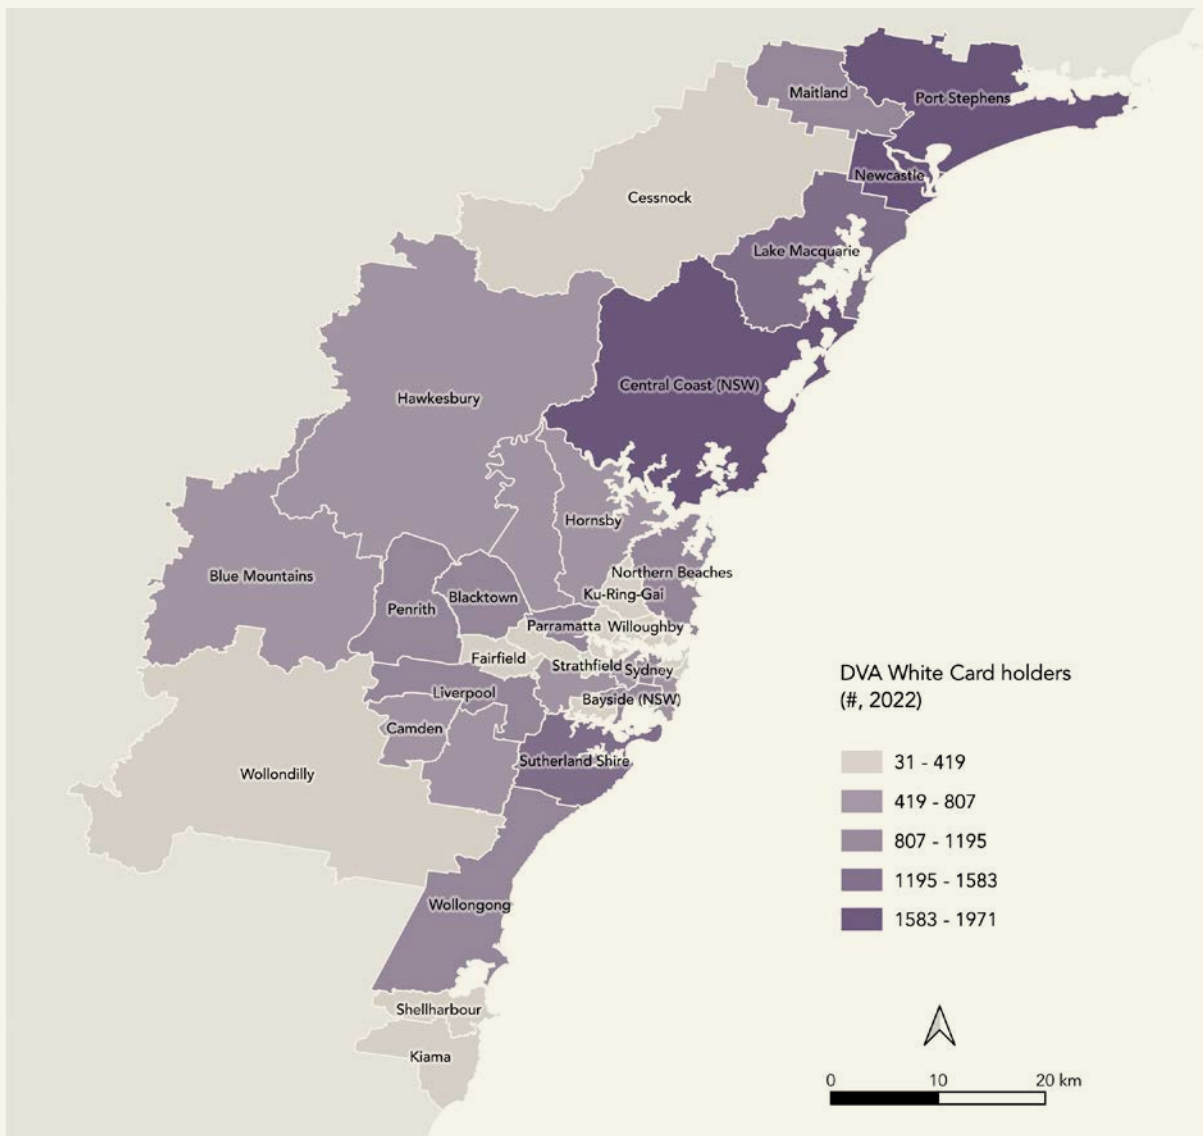 Maitland
Port Stephens
Newcastle
Cessnock
Lake Macquarie
Central Coast (NSW)
Hawkesbury
Hornsby
Northern Beaches
Blue Mountains
Ku-Ring-Gai
Blacktown
Penrith
Parramatta
Willoughby
Fairfield
Strathfield
Sydney
Liverpool
Bayside (NSW)
Camden
Sutherland Shire
Wollondilly
Wollongong
Shellharbour
Kiama
DVA White Card holders
(#, 2022)
31 - 419
419 - 807
807 - 1195
1195 - 1583
1583 - 1971
0 10 20 km